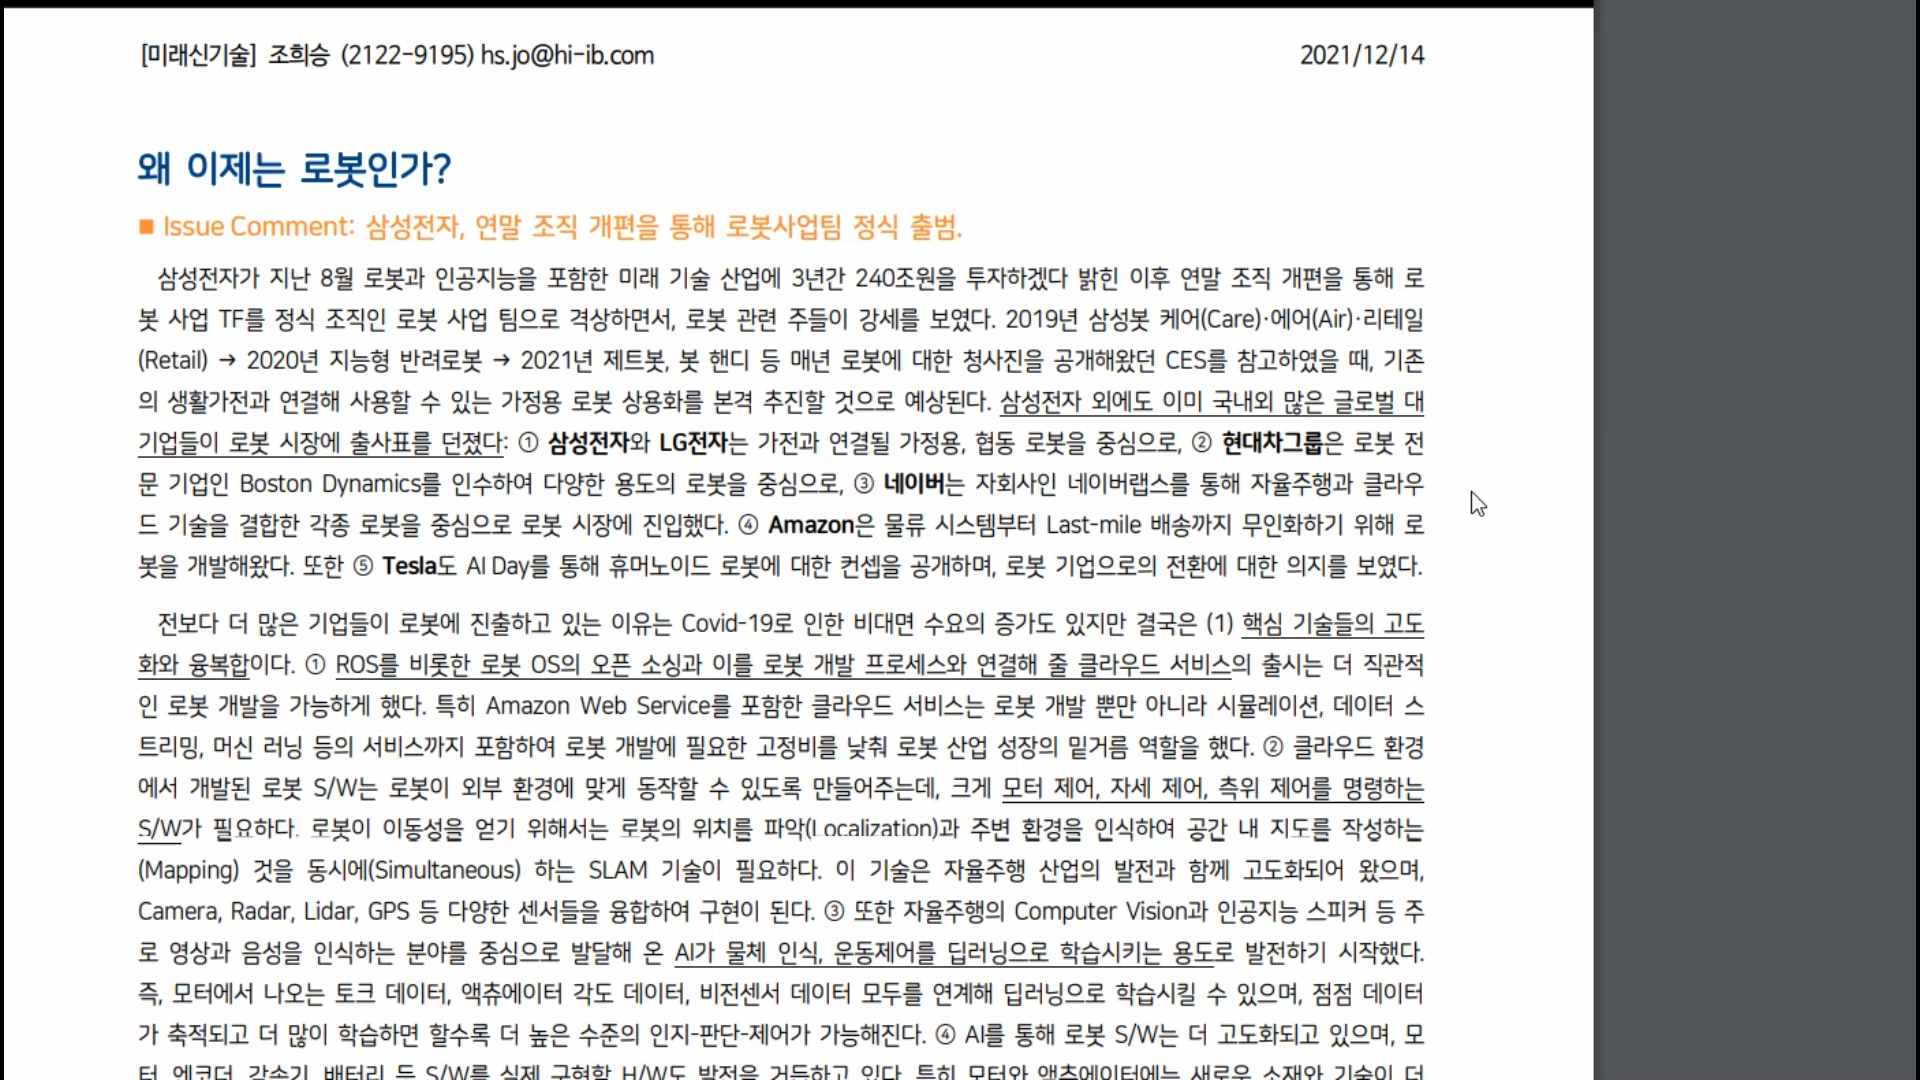 [미래신기술] 조희승 (2122-9195) hs.jo@hi-ib.com 2021/12/14
왜 이제는 로봇인가?
■ Issue Comment: 삼성전자, 연말 조직 개편을 통해 로봇사업팀 정식 출범.
삼성전자가 지난 8월 로봇과 인공지능을 포함한 미래 기술 산업에 3년간 240조원을 투자하겠다 밝힌 이후 연말 조직 개편을 통해 로
봇 사업 TF를 정식 조직인 로봇 사업 팀으로 격상하면서, 로봇 관련 주들이 강세를 보였다. 2019년 삼성봇 케어(Care)·에어(Air)·리테일
(Retail) → 2020년 지능형 반려로봇 → 2021년 제트봇, 봇 핸디 등 매년 로봇에 대한 청사진을 공개해왔던 CES를 참고하였을 때, 기존
의 생활가전과 연결해 사용할 수 있는 가정용 로봇 상용화를 본격 추진할 것으로 예상된다. 삼성전자 외에도 이미 국내외 많은 글로벌 대
기업들이 로봇 시장에 출사표를 던졌다: ① 삼성전자와 LG전자는 가전과 연결될 가정용, 협동 로봇을 중심으로, ② 현대차그룹은 로봇 전
문 기업인 Boston Dynamics를 인수하여 다양한 용도의 로봇을 중심으로, ③ 네이버는 자회사인 네이버랩스를 통해 자율주행과 클라우
드 기술을 결합한 각종 로봇을 중심으로 로봇 시장에 진입했다. ④ Amazon은 물류 시스템부터 Last-mile 배송까지 무인화하기 위해 로
봇을 개발해왔다. 또한 ⑤ Tesla도 AI Day를 통해 휴머노이드 로봇에 대한 컨셉을 공개하며, 로봇 기업으로의 전환에 대한 의지를 보였다.
전보다 더 많은 기업들이 로봇에 진출하고 있는 이유는 Covid-19로 인한 비대면 수요의 증가도 있지만 결국은 (1) 핵심 기술들의 고도
화와 융복합이다. ① ROS를 비롯한 로봇 OS의 오픈 소싱과 이를 로봇 개발 프로세스와 연결해 줄 클라우드 서비스의 출시는 더 직관적
인 로봇 개발을 가능하게 했다. 특히 Amazon Web Service를 포함한 클라우드 서비스는 로봇 개발 뿐만 아니라 시뮬레이션, 데이터 스
트리밍, 머신 러닝 등의 서비스까지 포함하여 로봇 개발에 필요한 고정비를 낮춰 로봇 산업 성장의 밑거름 역할을 했다. ② 클라우드 환경
에서 개발된 로봇 S/W는 로봇이 외부 환경에 맞게 동작할 수 있도록 만들어주는데, 크게 모터 제어, 자세 제어, 측위 제어를 명령하는
S/W가 필요하다. 로봇이 이동성을 얻기 위해서는 로봇의 위치를 파악(Localization)과 주변 환경을 인식하여 공간 내 지도를 작성하는
(Mapping) 것을 동시에(Simultaneous) 하는 SLAM 기술이 필요하다. 이 기술은 자율주행 산업의 발전과 함께 고도화되어 왔으며,
Camera, Radar, Lidar, GPS 등 다양한 센서들을 융합하여 구현이 된다. ③ 또한 자율주행의 Computer Vision과 인공지능 스피커 등 주
로 영상과 음성을 인식하는 분야를 중심으로 발달해 온 AI가 물체 인식, 운동제어를 딥러닝으로 학습시키는 용도로 발전하기 시작했다.
즉, 모터에서 나오는 토크 데이터, 액츄에이터 각도 데이터, 비전센서 데이터 모두를 연계해 딥러닝으로 학습시킬 수 있으며, 점점 데이터
가 축적되고 더 많이 학습하면 할수록 더 높은 수준의 인지-판단-제어가 가능해진다. ④ AI를 통해 로봇 S/W는 더 고도화되고 있으며, 모
터, 엔코더, 감속기, 배터리 등 S/W를 실제 구현할 H/W도 발전을 거듭하고 있다. 특히 모터와 액츄에이터에는 새로운 소재와 기술이 더